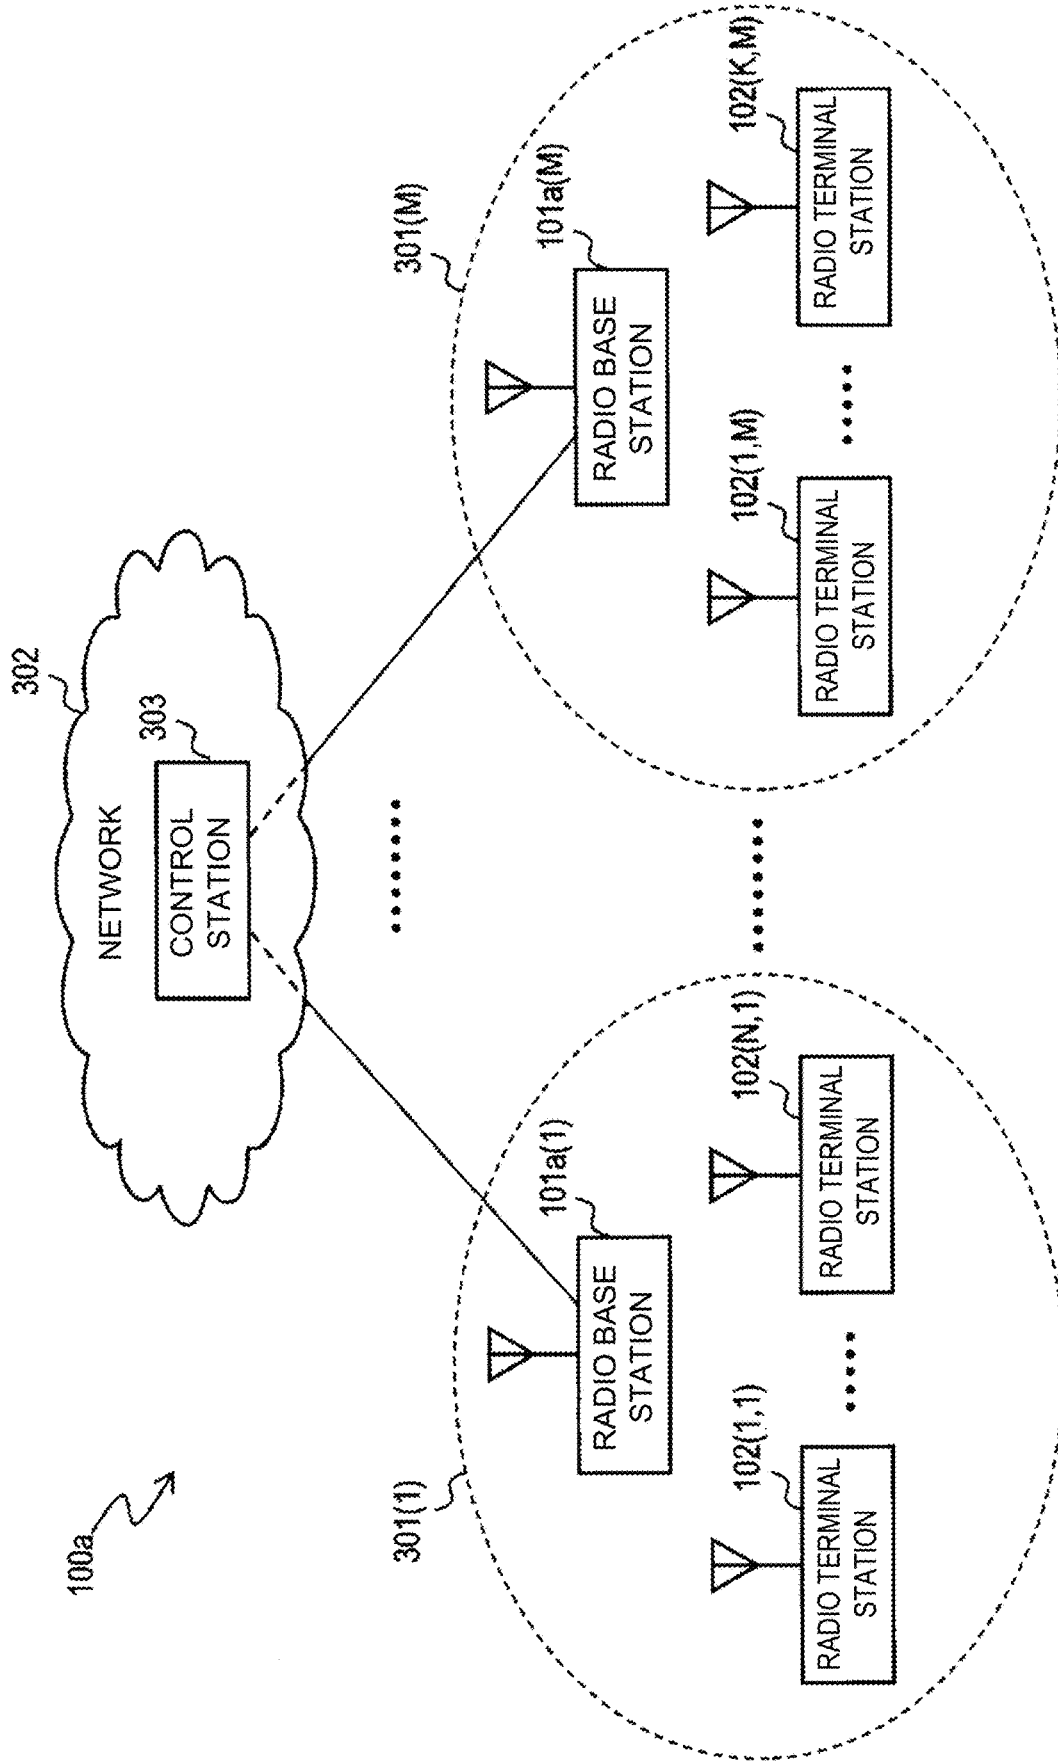 100a
302
NETWORK
303
CONTROL
STATION
301(1)
101a(1)
RADIO BASE
STATION
102(1,1)
RADIO TERMINAL
STATION
102(N,1)
RADIO TERMINAL
STATION
301(M)
101a(M)
RADIO BASE
STATION
102(1,M)
RADIO TERMINAL
STATION
102(K,M)
RADIO TERMINAL
STATION